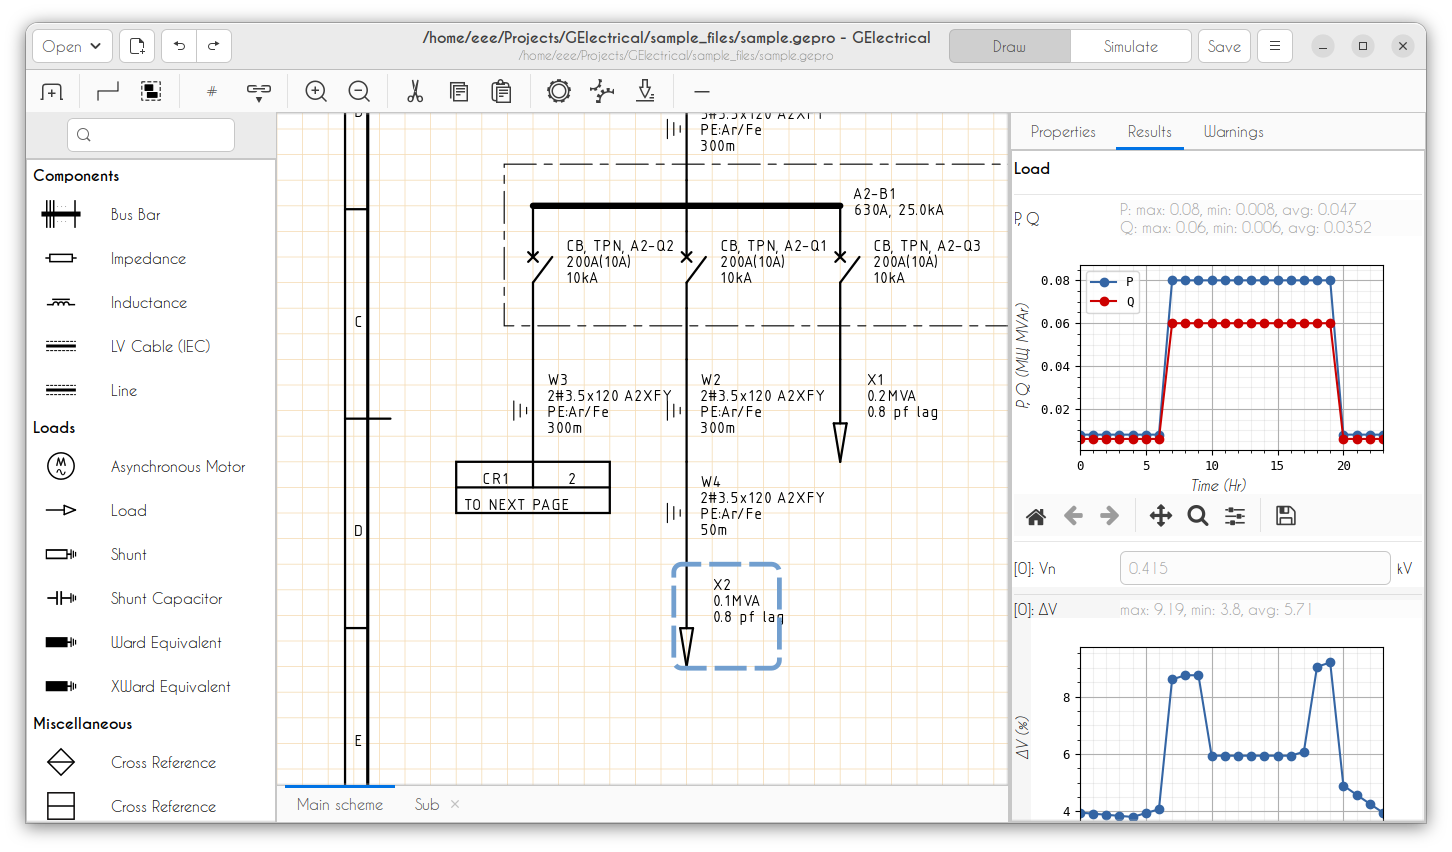 Open
/home/eee/Projects/GElectrical/sample_files/sample.gepro - GElectrical
/home/eee/Projects/GElectrical/sample_files/sample.gepro
Draw
Simulate
Save
#
Components
Bus Bar
Impedance
Inductance
LV Cable (IEC)
Line
Loads
M
Asynchronous Motor
Load
Shunt
Shunt Capacitor
Ward Equivalent
XWard Equivalent
Miscellaneous
Cross Reference
Cross Reference
C
D
E
3#3.5x120 A2XFY
PE:Ar/Fe
300m
A2-B1
630A, 25.0kA
CB, TPN, A2-Q2
200A(10A)
10kA
CB, TPN, A2-Q1
200A(10A)
10kA
CB, TPN, A2-Q3
200A(10A)
10kA
W3
2#3.5x120 A2XFY
PE:Ar/Fe
300m
W2
2#3.5x120 A2XFY
PE:Ar/Fe
300m
X1
0.2MVA
0.8 pf lag
CR1
2
TO NEXT PAGE
W4
2#3.5x120 A2XFY
PE:Ar/Fe
50m
X2
0.1MVA
0.8 pf lag
Main scheme
Sub
Properties
Results
Warnings
Load
P, Q
P: max: 0.08, min: 0.008, avg: 0.047
Q: max: 0.06, min: 0.006, avg: 0.0352
P
Q
0.08
0.06
0.04
0.02
P, Q (MW, MVAr)
0
5
10
15
20
Time (Hr)
[0]: Vn
0.415
kV
[0]: ΔV
max: 9.19, min: 3.8, avg: 5.71
8
6
4
ΔV (%)